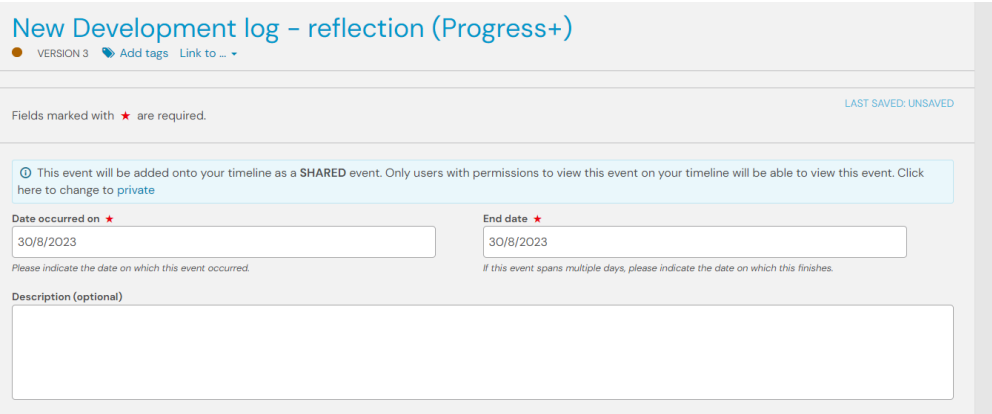 New Development log - reflection (Progress+)
VERSION 3 Add tags Link to ...
LAST SAVED: UNSAVED
Fields marked with ★ are required.
This event will be added onto your timeline as a SHARED event. Only users with permissions to view this event on your timeline will be able to view this event. Click
here to change to private
Date occurred on ★ End date ★
30/8/2023 30/8/2023
Please indicate the date on which this event occurred. If this event spans multiple days, please indicate the date on which this finishes.
Description (optional)